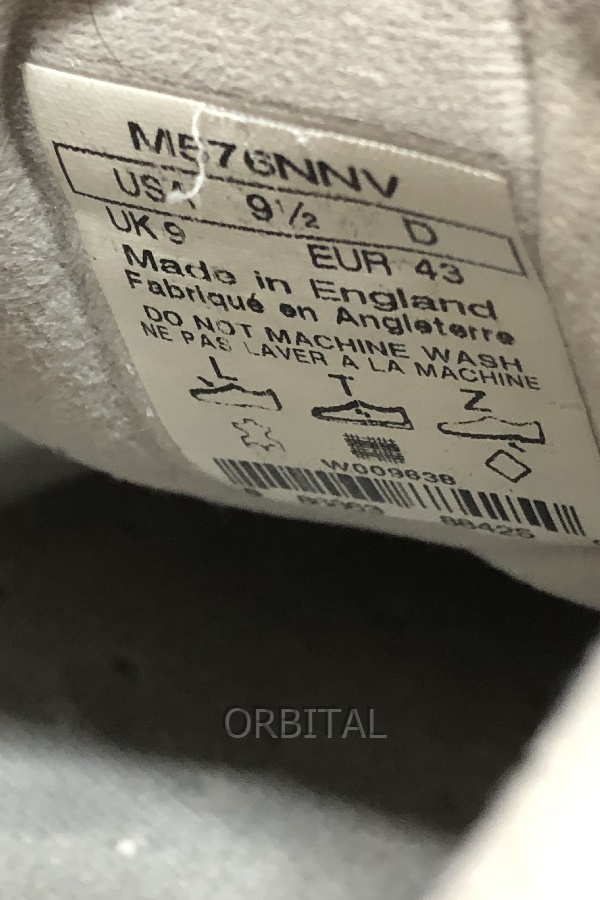 M576NNV
USA 9½ D
UK 9 EUR 43
Made in England
Fabriqué en Angleterre
DO NOT MACHINE WASH
NE PAS LAVER A LA MACHINE
L T Z
W009638
ORBITAL